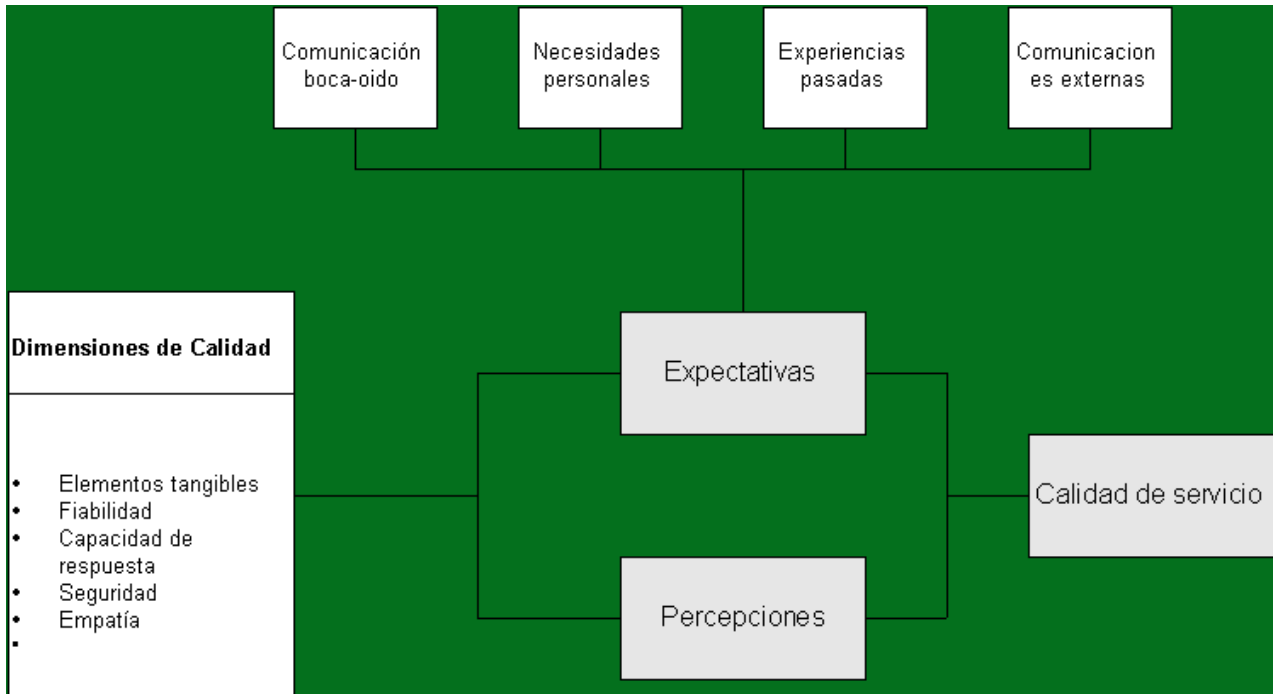 Comunicación
boca-oido
Necesidades
personales
Experiencias
pasadas
Comunicacion
es externas
Dimensiones de Calidad
• Elementos tangibles
• Fiabilidad
• Capacidad de
respuesta
• Seguridad
• Empatía
•
Expectativas
Percepciones
Calidad de servicio